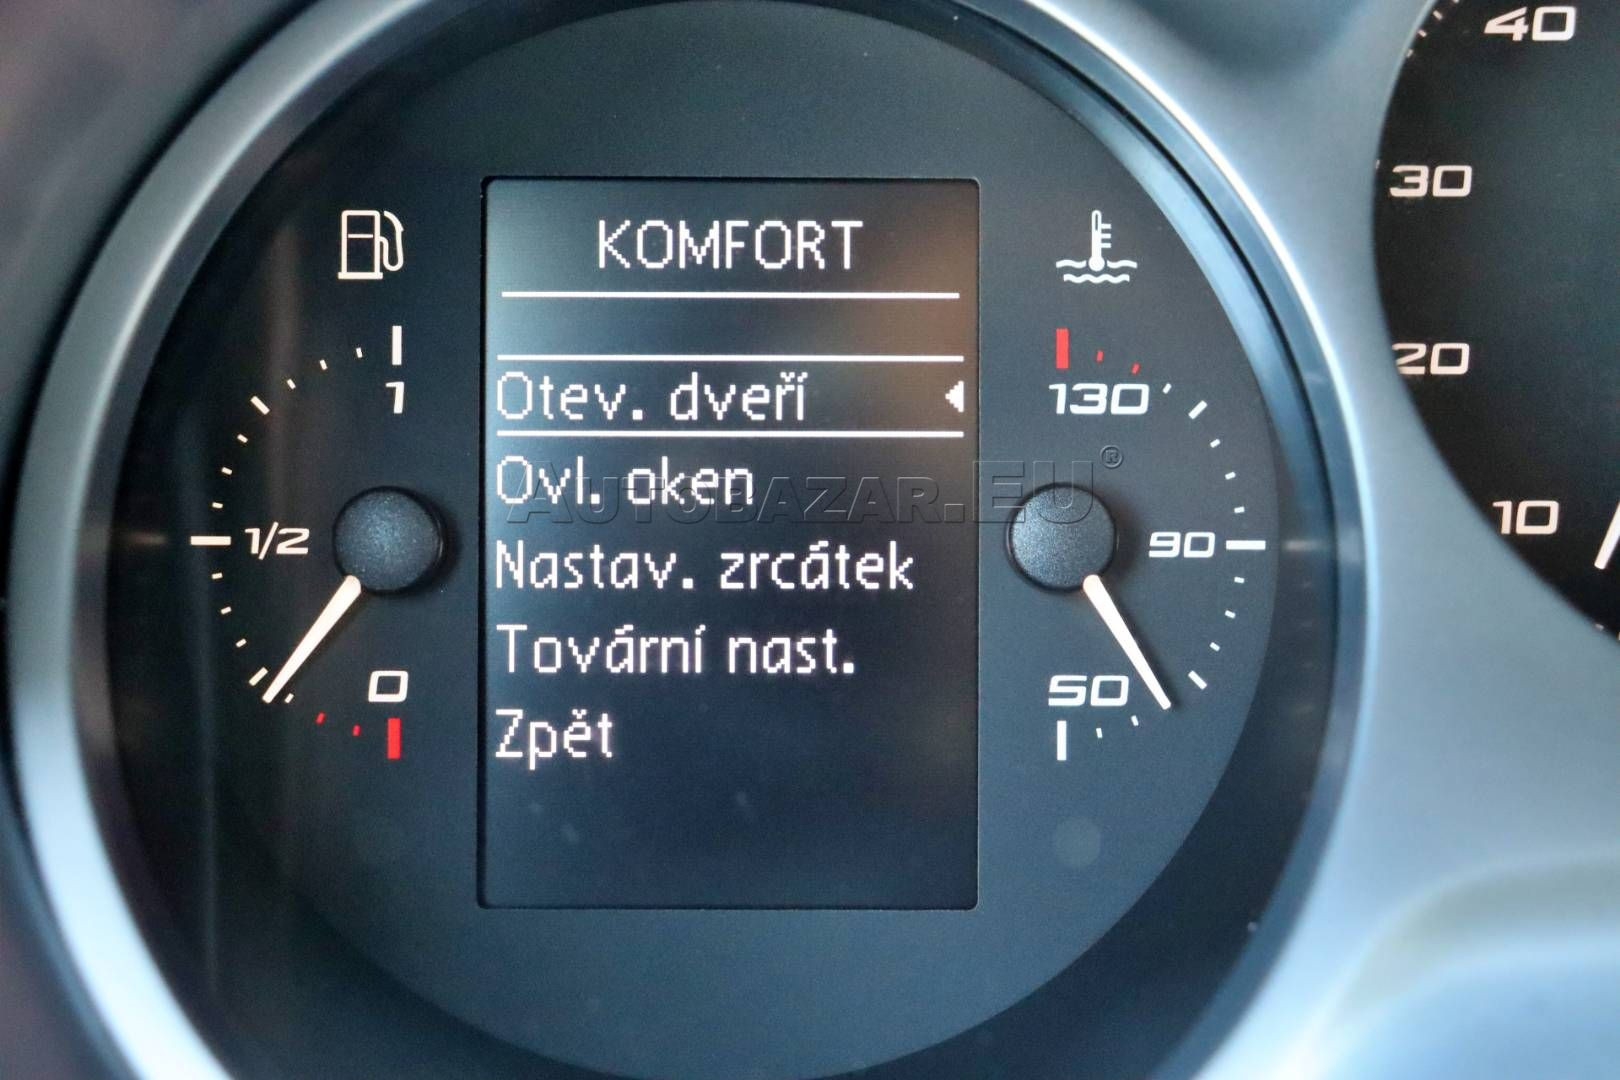 KOMFORT
Otev. dveří
Ovl. oken
Nastav. zrcátek
Tovární nast.
Zpět
1
1/2
0
130
90
50
40
30
20
10
AUTOBAZAR.EU®